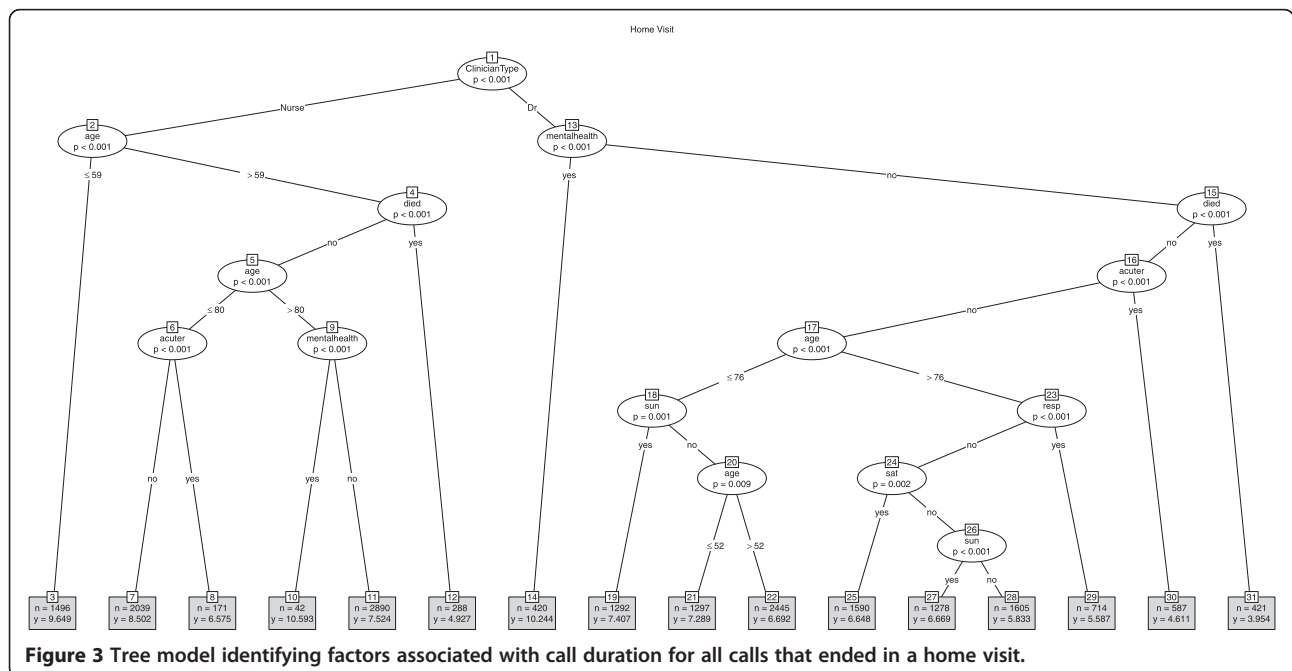 Home Visit
1
ClinicianType
p < 0.001
Nurse
Dr
2
age
p < 0.001
13
mentalhealth
p < 0.001
≤ 59
> 59
yes
no
4
died
p < 0.001
15
died
p < 0.001
no
yes
no
yes
5
age
p < 0.001
16
acuter
p < 0.001
≤ 80
> 80
no
yes
6
acuter
p < 0.001
9
mentalhealth
p < 0.001
17
age
p < 0.001
≤ 76
> 76
18
sun
p = 0.001
23
resp
p < 0.001
yes
no
no
yes
20
age
p = 0.009
24
sat
p = 0.002
no
yes
yes
no
yes
no
26
sun
p < 0.001
≤ 52
> 52
yes
no
3
n = 1496
y = 9.649
7
n = 2039
y = 8.502
8
n = 171
y = 6.575
10
n = 42
y = 10.593
11
n = 2890
y = 7.524
12
n = 288
y = 4.927
14
n = 420
y = 10.244
19
n = 1292
y = 7.407
21
n = 1297
y = 7.289
22
n = 2445
y = 6.692
25
n = 1590
y = 6.648
27
n = 1278
y = 6.669
28
n = 1605
y = 5.833
29
n = 714
y = 5.587
30
n = 587
y = 4.611
31
n = 421
y = 3.954
Figure 3 Tree model identifying factors associated with call duration for all calls that ended in a home visit.